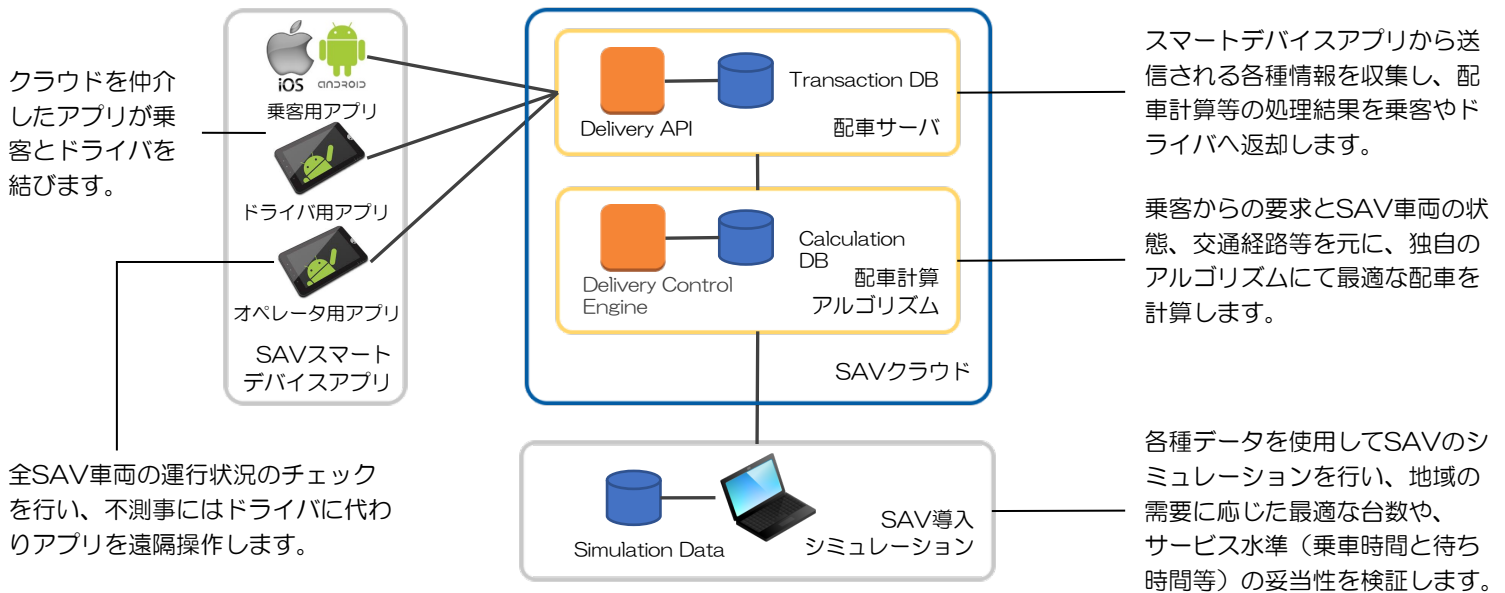 クラウドを仲介
したアプリが乗
客とドライバを
結びます。
iOS
ANDROID
乗客用アプリ
ドライバ用アプリ
オペレータ用アプリ
SAVスマート
デバイスアプリ
全SAV車両の運行状況のチェック
を行い、不測事にはドライバに代わ
りアプリを遠隔操作します。
Delivery API
Transaction DB
配車サーバ
Delivery Control
Engine
Calculation
DB
配車計算
アルゴリズム
SAVクラウド
Simulation Data
SAV導入
シミュレーション
スマートデバイスアプリから送
信される各種情報を収集し、配
車計算等の処理結果を乗客やド
ライバへ返却します。
乗客からの要求とSAV車両の状
態、交通経路等を元に、独自の
アルゴリズムにて最適な配車を
計算します。
各種データを使用してSAVのシ
ミュレーションを行い、地域の
需要に応じた最適な台数や、
サービス水準（乗車時間と待ち
時間等）の妥当性を検証します。